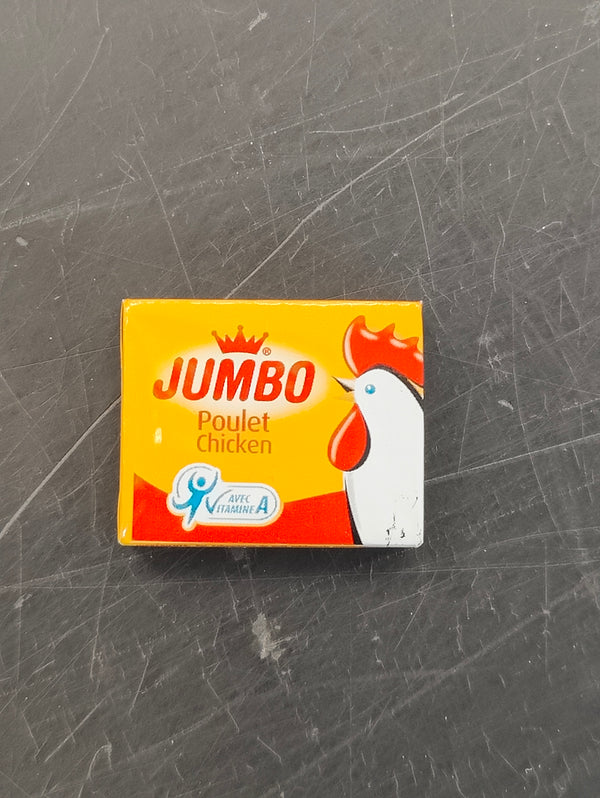 JUMBO®
Poulet
Chicken
AVEC
VITAMINE A